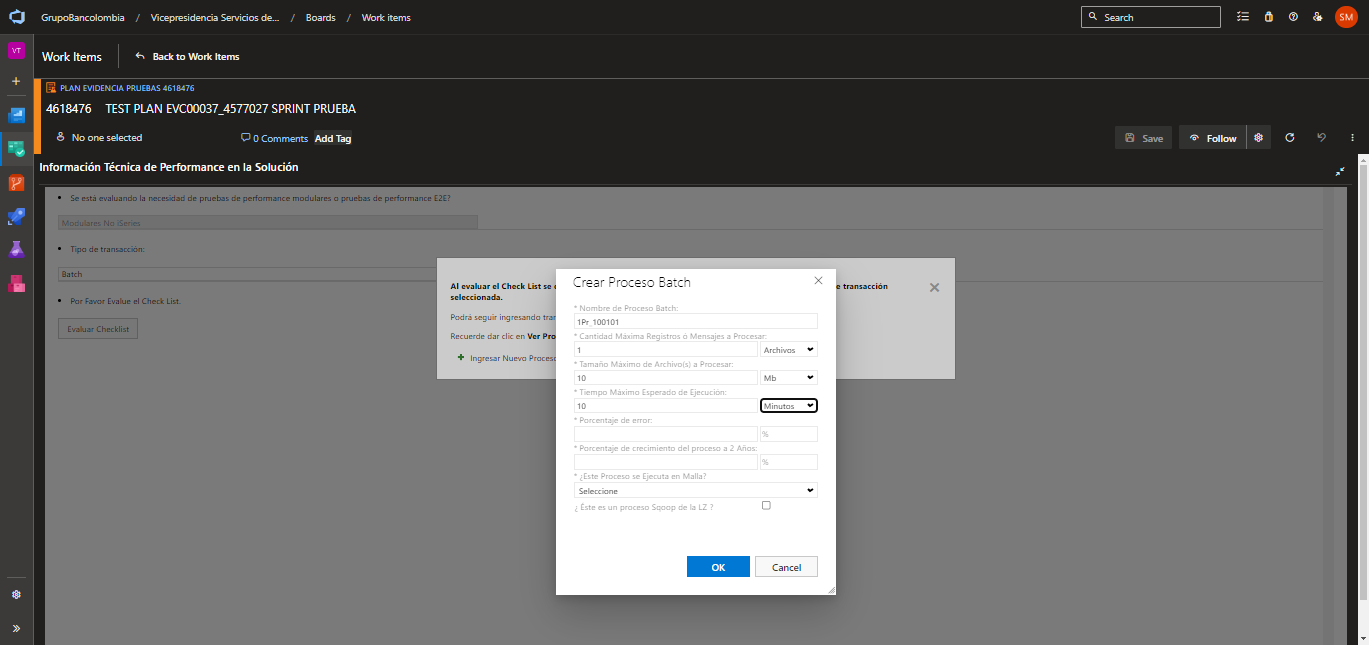 GrupoBancolombia / Vicepresidencia Servicios de... / Boards / Work items
Search
SM
VT
Work Items
Back to Work Items
PLAN EVIDENCIA PRUEBAS 4618476
4618476 TEST PLAN EVC00037_4577027 SPRINT PRUEBA
No one selected
0 Comments
Add Tag
Save
Follow
Información Técnica de Performance en la Solución
Se está evaluando la necesidad de pruebas de performance modulares o pruebas de performance E2E?
Modulares No iSeries
Tipo de transacción:
Batch
Por Favor Evalue el Check List.
Evaluar Checklist
Al evaluar el Check List se
e transacción
seleccionada.
Podrá seguir ingresando tran
Recuerde dar clic en Ver Pro
Ingresar Nuevo Proceso
Crear Proceso Batch
* Nombre de Proceso Batch:
1Pr_100101
* Cantidad Máxima Registros ó Mensajes a Procesar:
1
Archivos
* Tamaño Máximo de Archivo(s) a Procesar:
10
Mb
* Tiempo Máximo Esperado de Ejecución:
10
Minutos
* Porcentaje de error:
%
* Porcentaje de crecimiento del proceso a 2 Años:
%
* ¿Este Proceso se Ejecuta en Malla?
Seleccione
¿ Éste es un proceso Sqoop de la LZ ?
OK
Cancel